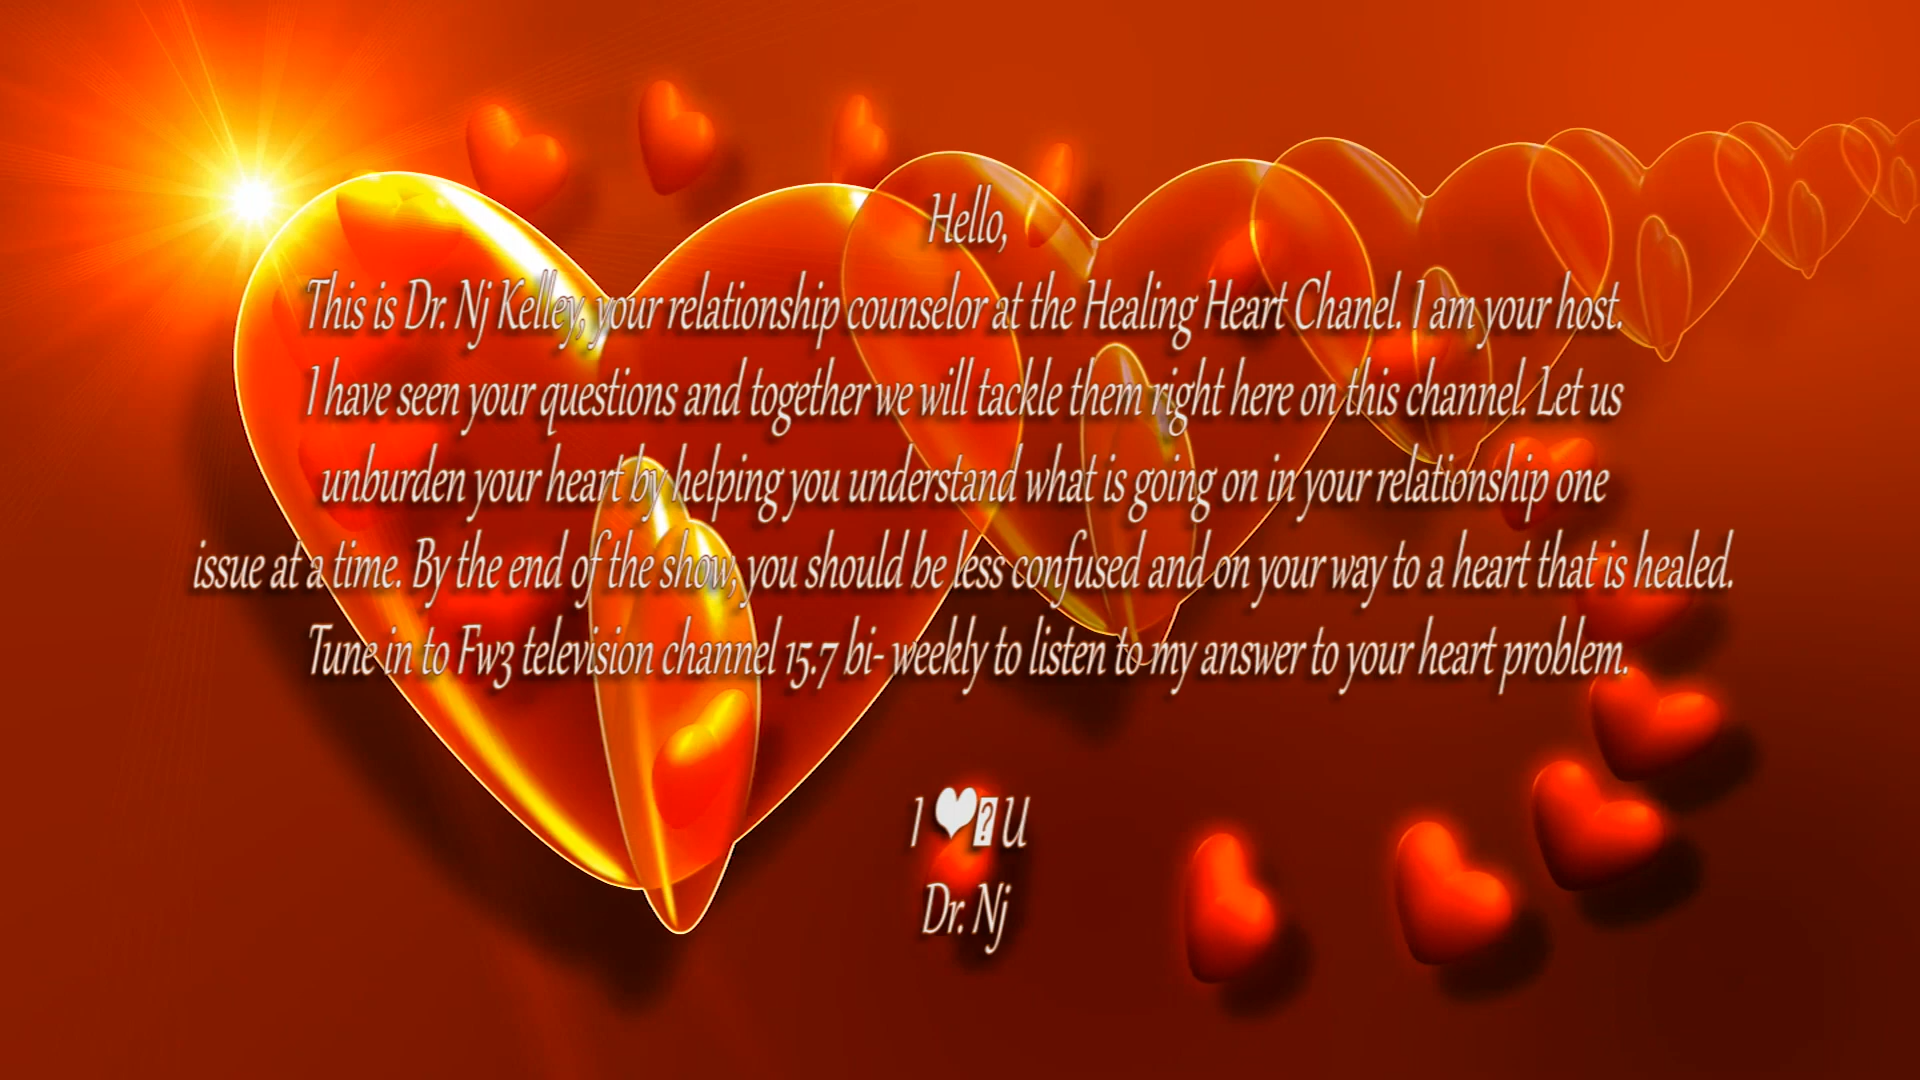 Hello,
This is Dr. Nj Kelley, your relationship counselor at the Healing Heart Chanel. I am your host.
I have seen your questions and together we will tackle them right here on this channel. Let us
unburden your heart by helping you understand what is going on in your relationship one
issue at a time. By the end of the show, you should be less confused and on your way to a heart that is healed.
Tune in to Fw3 television channel 15.7 bi- weekly to listen to my answer to your heart problem.
I ❤� U
Dr. Nj